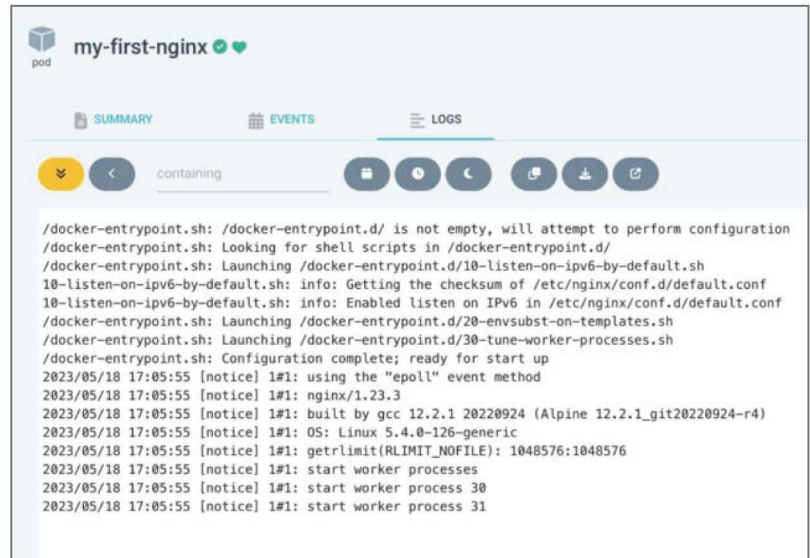 my-first-nginx
pod
SUMMARY EVENTS LOGS
containing
/docker-entrypoint.sh: /docker-entrypoint.d/ is not empty, will attempt to perform configuration
/docker-entrypoint.sh: Looking for shell scripts in /docker-entrypoint.d/
/docker-entrypoint.sh: Launching /docker-entrypoint.d/10-listen-on-ipv6-by-default.sh
10-listen-on-ipv6-by-default.sh: info: Getting the checksum of /etc/nginx/conf.d/default.conf
10-listen-on-ipv6-by-default.sh: info: Enabled listen on IPv6 in /etc/nginx/conf.d/default.conf
/docker-entrypoint.sh: Launching /docker-entrypoint.d/20-envsubst-on-templates.sh
/docker-entrypoint.sh: Launching /docker-entrypoint.d/30-tune-worker-processes.sh
/docker-entrypoint.sh: Configuration complete; ready for start up
2023/05/18 17:05:55 [notice] 1#1: using the "epoll" event method
2023/05/18 17:05:55 [notice] 1#1: nginx/1.23.3
2023/05/18 17:05:55 [notice] 1#1: built by gcc 12.2.1 20220924 (Alpine 12.2.1_git20220924-r4)
2023/05/18 17:05:55 [notice] 1#1: OS: Linux 5.4.0-126-generic
2023/05/18 17:05:55 [notice] 1#1: getrlimit(RLIMIT_NOFILE): 1048576:1048576
2023/05/18 17:05:55 [notice] 1#1: start worker processes
2023/05/18 17:05:55 [notice] 1#1: start worker process 30
2023/05/18 17:05:55 [notice] 1#1: start worker process 31